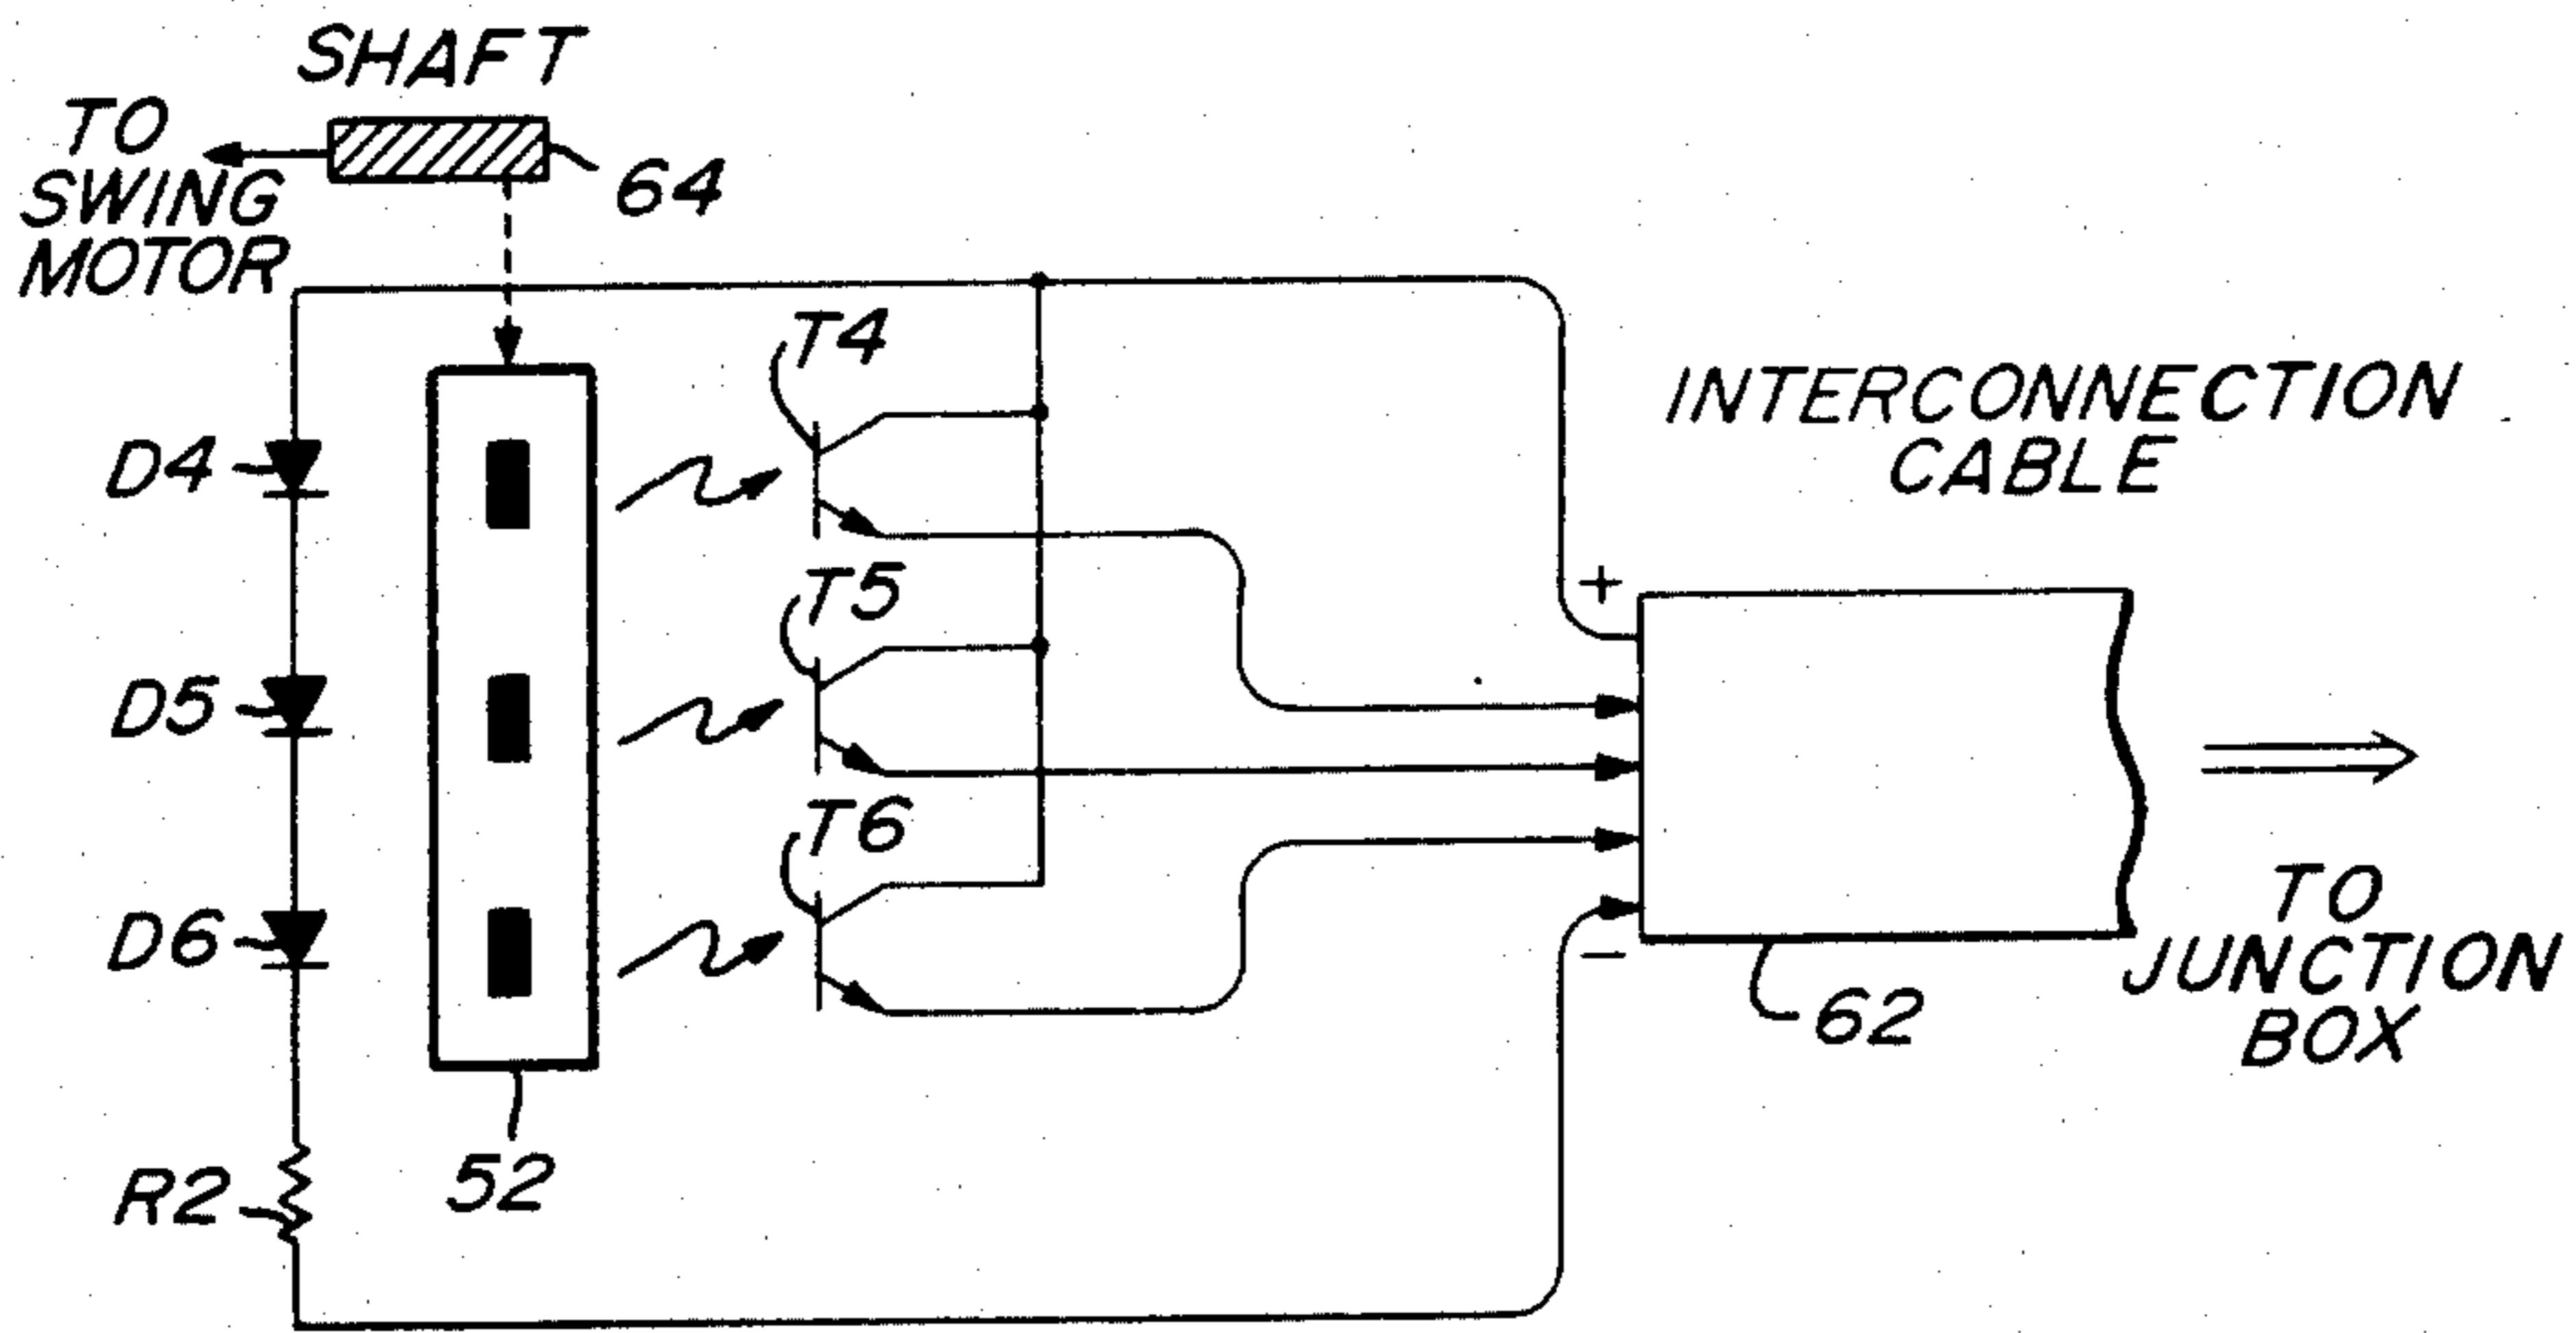 SHAFT
TO
SWING
MOTOR
64
T4
INTERCONNECTION
CABLE
D4
T5
+
D5
T6
D6
TO
JUNCTION
BOX
−
62
52
R2